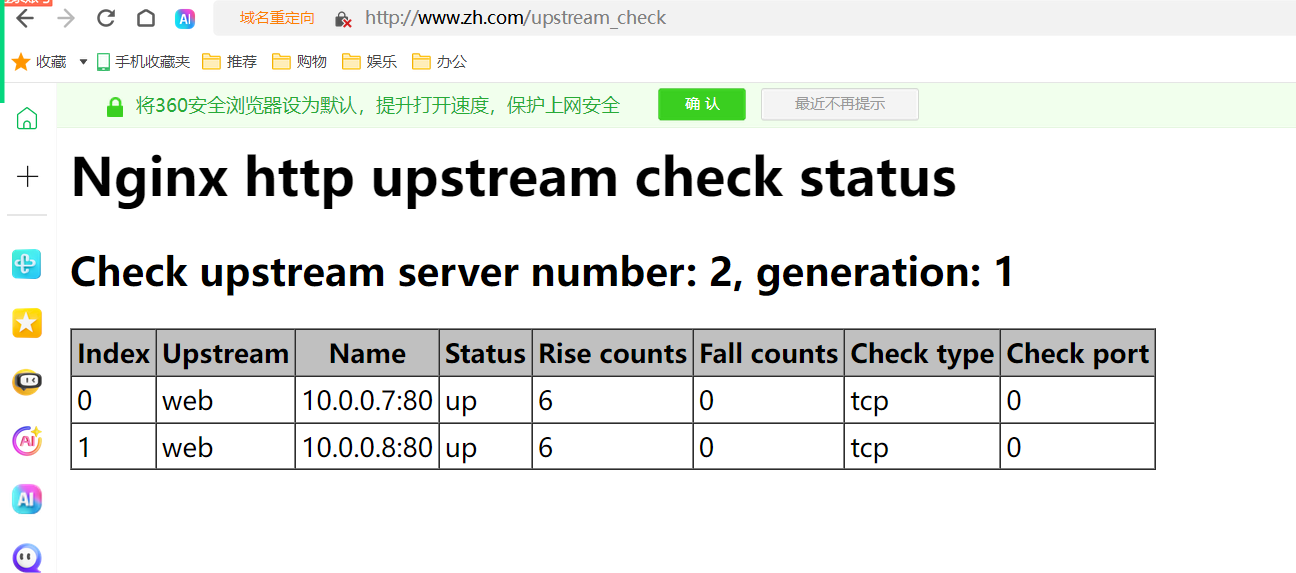 域名重定向 http://www.zh.com/upstream_check
收藏 手机收藏夹 推荐 购物 娱乐 办公
将360安全浏览器设为默认，提升打开速度，保护上网安全 确 认 最近不再提示
Nginx http upstream check status
Check upstream server number: 2, generation: 1
Index Upstream Name Status Rise counts Fall counts Check type Check port
0 web 10.0.0.7:80 up 6 0 tcp 0
1 web 10.0.0.8:80 up 6 0 tcp 0
AI
AI
AI